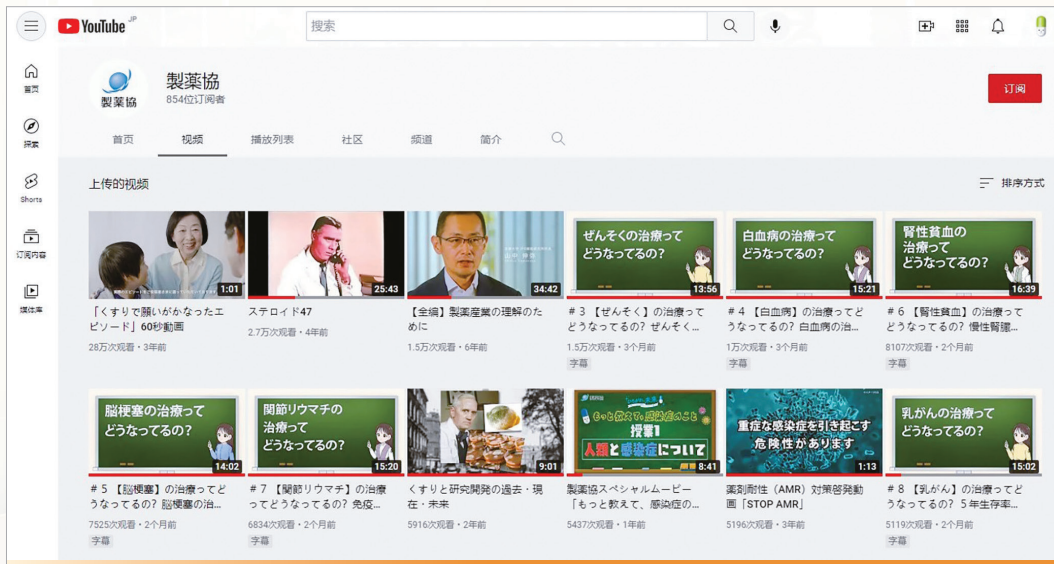 YouTube JP
搜索
首页
探索
Shorts
订阅内容
媒体库
製薬協
製薬協
854位订阅者
订阅
首页
视频
播放列表
社区
频道
简介
上传的视频
排序方式
1:01
25:43
34:42
ぜんそくの治療って
どうなってるの?
13:56
白血病の治療って
どうなってるの?
15:21
腎性貧血の
治療って
どうなってるの?
16:39
「くすりで願いがかなったエ
ピソード」60秒動画
28万次观看・3年前
ステロイド47
2.7万次观看・4年前
【全編】製薬産業の理解のた
めに
1.5万次观看・6年前
#3 【ぜんそく】の治療って
どうなってるの?ぜんそく...
1.5万次观看・3个月前
字幕
#4 【白血病】の治療ってど
うなってるの?白血病の治...
1万次观看・3个月前
字幕
#6 【腎性貧血】の治療って
どうなってるの?慢性腎臓...
8107次观看・2个月前
字幕
脳梗塞の治療って
どうなってるの?
14:02
関節リウマチの
治療って
どうなってるの?
15:20
9:01
もっと教えて、感染症のこと
授業1
人類と感染症について
8:41
重症な感染症を引き起こす
危険性があります
1:13
乳がんの治療って
どうなってるの?
15:02
#5 【脳梗塞】の治療ってど
うなってるの?脳梗塞の治...
7525次观看・2个月前
字幕
#7 【関節リウマチ】の治療
ってどうなってるの?免疫...
6834次观看・2个月前
字幕
くすりと研究開発の過去・現
在・未来
5916次观看・2年前
製薬協スペシャルムービー
「もっと教えて、感染症の...
5437次观看・1年前
薬剤耐性(AMR)対策啓発動
画「STOP AMR」
5196次观看・3年前
#8 【乳がん】の治療ってど
うなってるの?5年生存率...
5119次观看・2个月前
字幕